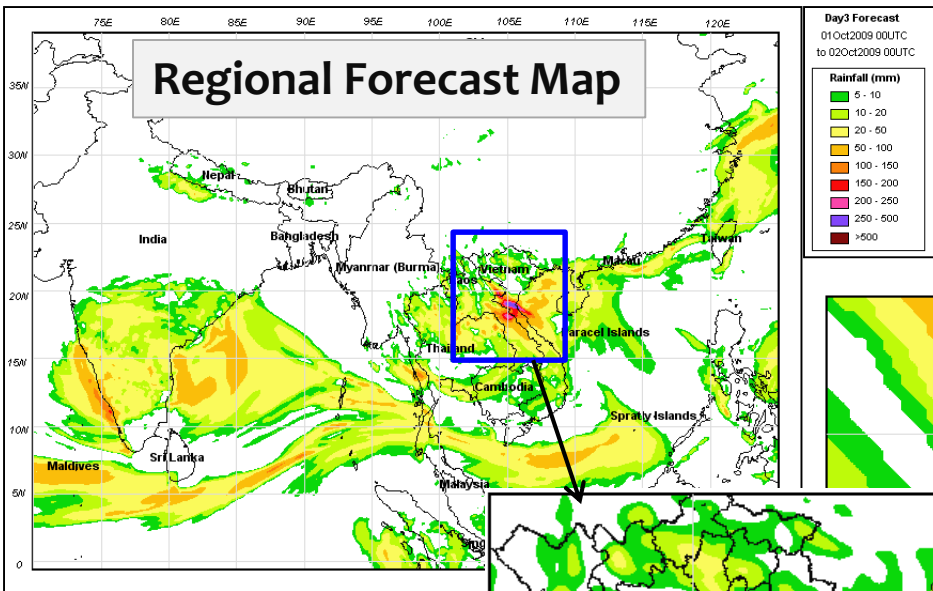 75E 80E 85E 90E 95E 100E 105E 110E 115E 120E
Regional Forecast Map
35N
30N
25N
20N
15N
10N
5N
0
Nepal
Bhutan
Bangladesh
India
Myanmar (Burma)
Laos
Vietnam
Macau
Taiwan
Paracel Islands
Thailand
Cambodia
Spratly Islands
Maldives
Sri Lanka
Malaysia
Day3 Forecast
01Oct2009 00UTC
to 02Oct2009 00UTC
Rainfall (mm)
5 - 10
10 - 20
20 - 50
50 - 100
100 - 150
150 - 200
200 - 250
250 - 500
>500